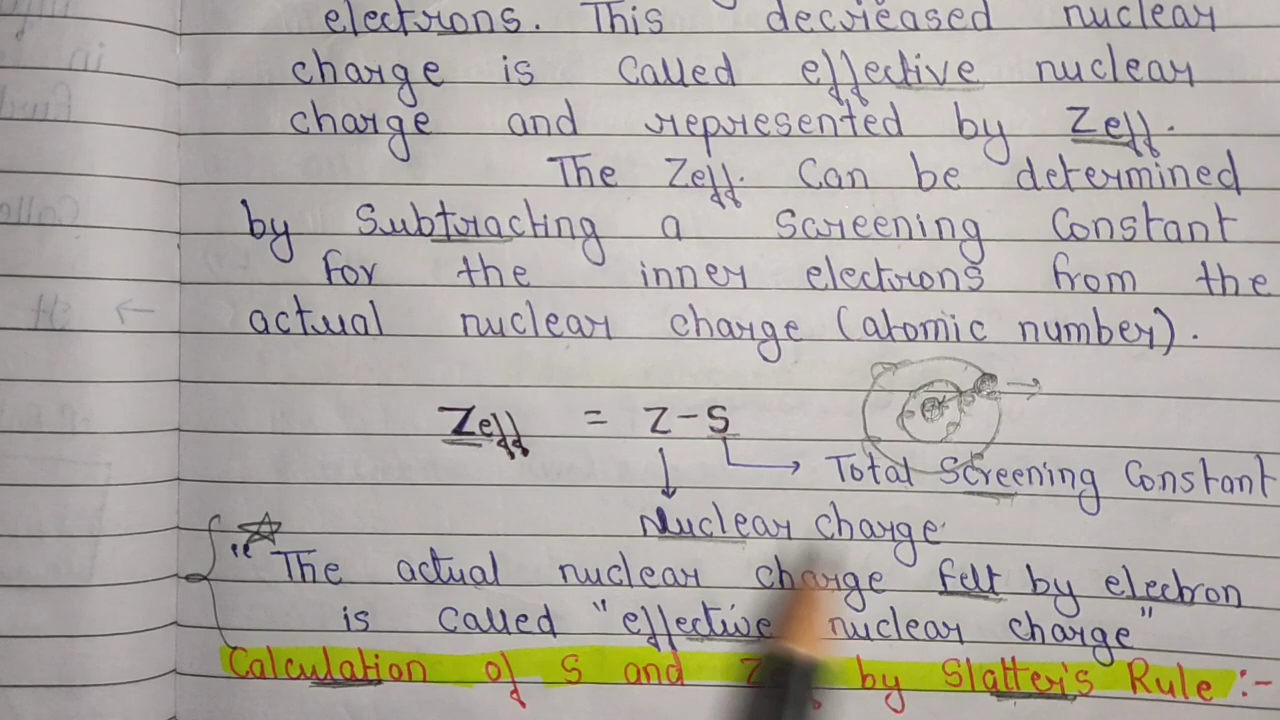 electrons. This decreased nuclear
charge is called effective nuclear
charge and represented by Zeff.
The Zeff. Can be determined
by Subtracting a Screening Constant
for the inner electrons from the
actual nuclear charge (atomic number).
Zeff = Z-S
Total Screening Constant
Nuclear charge
"The actual nuclear charge felt by electron
is called "effective nuclear charge"
Calculation of S and by Slatter's Rule :-